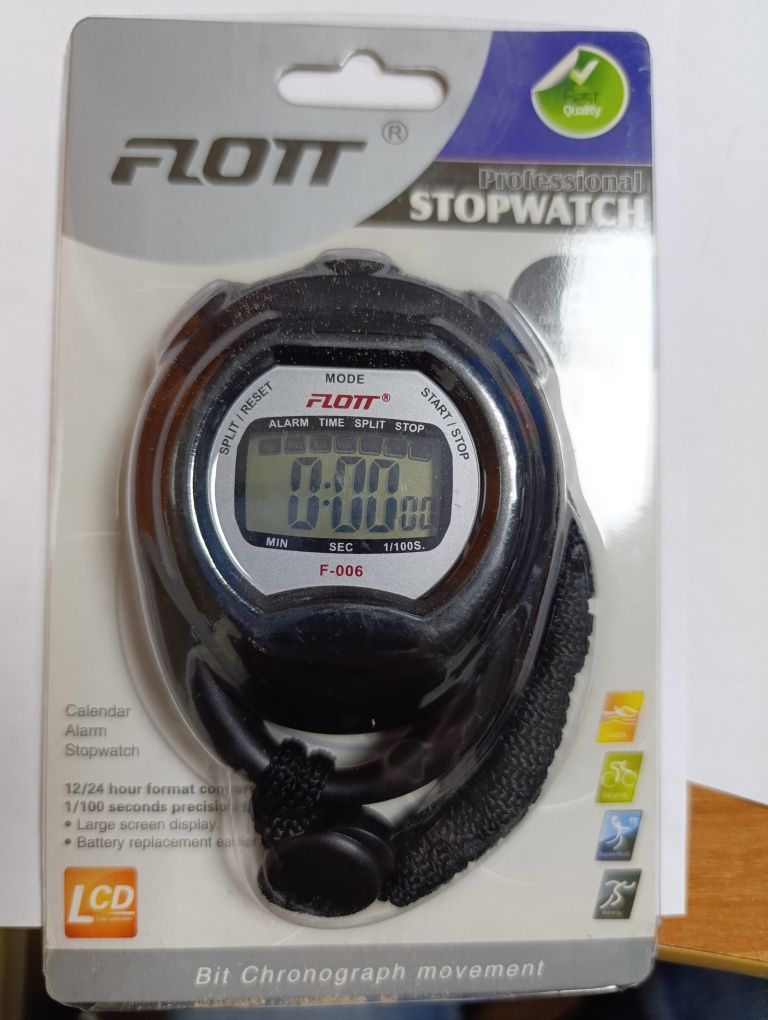 FLOTT ®
Best
Quality
Professional
STOPWATCH
MODE
SPLIT / RESET
START / STOP
FLOTT ®
ALARM TIME SPLIT STOP
0:00 00
MIN SEC 1/100S.
F-006
Calendar
Alarm
Stopwatch
12/24 hour format
1/100 seconds precision
• Large screen display.
• Battery replacement
LCD
Bit Chronograph movement